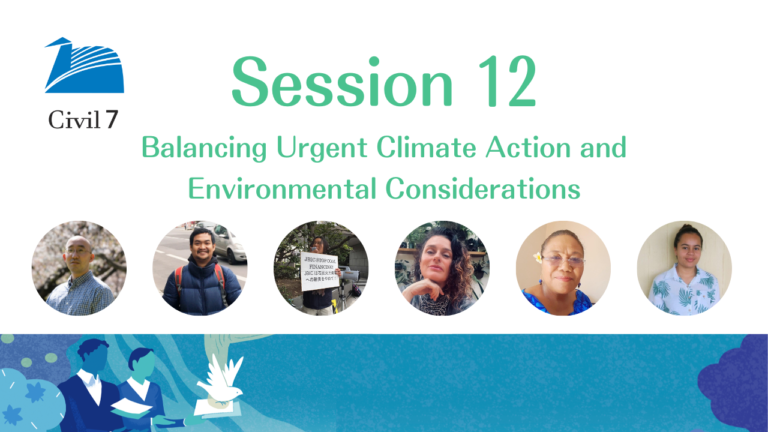 Civil 7
Session 12
Balancing Urgent Climate Action and
Environmental Considerations